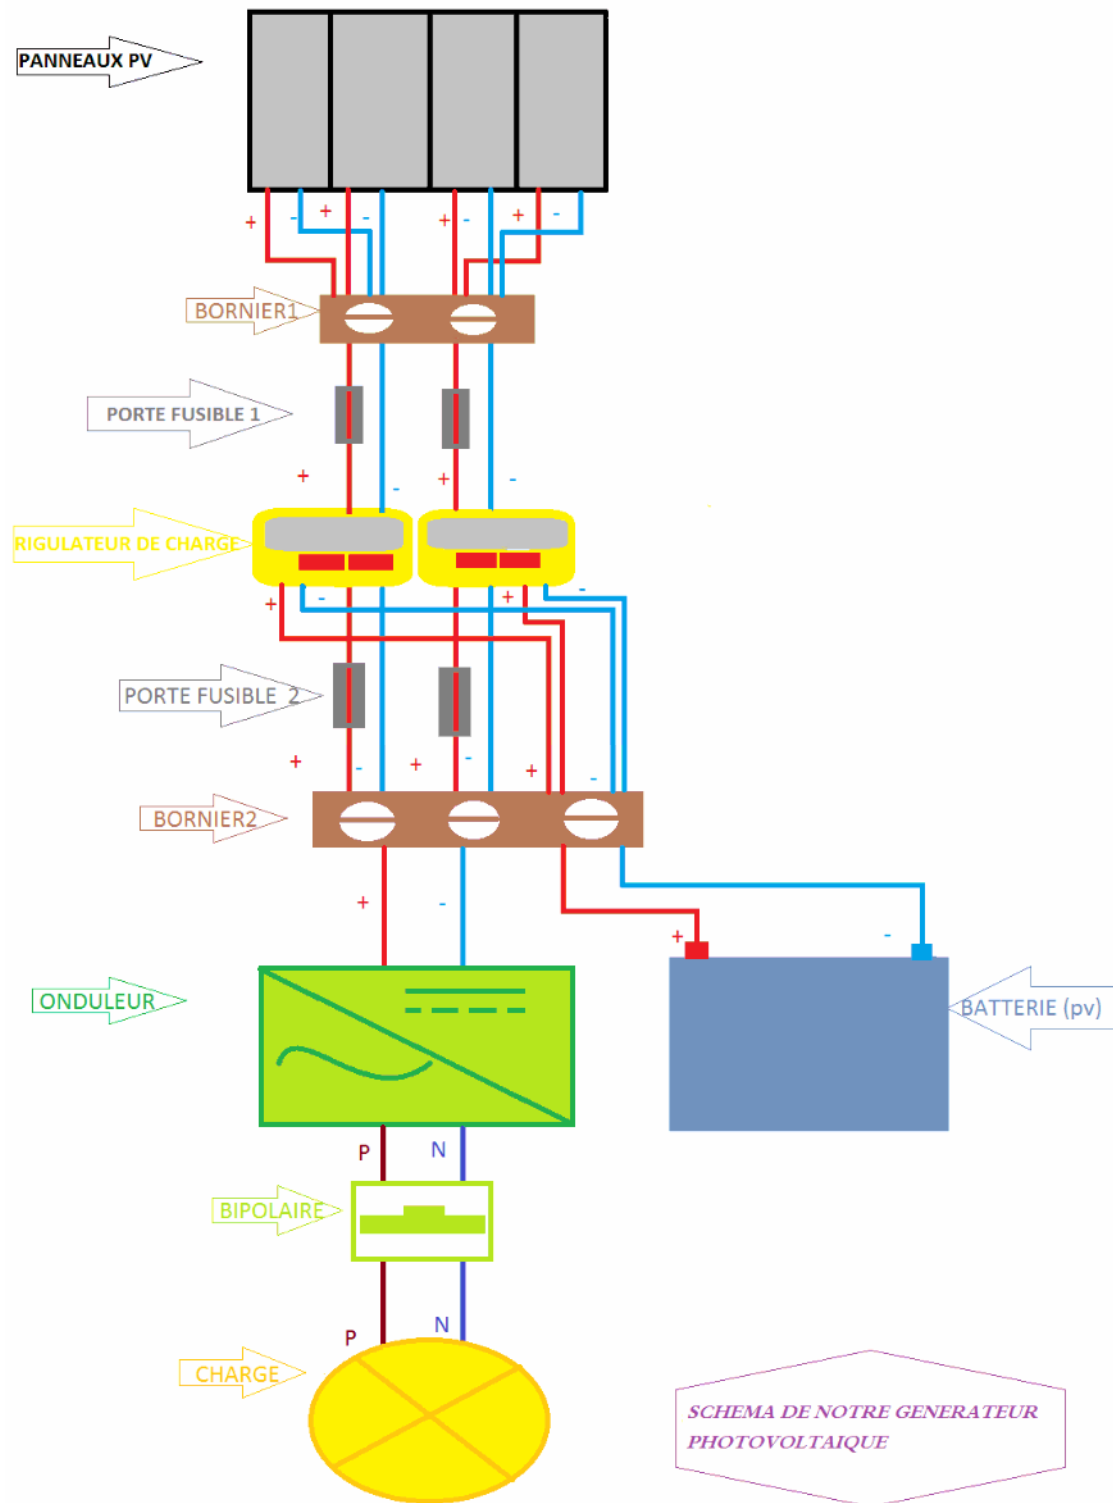 PANNEAUX PV
+ - + - + - + -
BORNIER1
PORTE FUSIBLE 1
+ - + -
RIGULATEUR DE CHARGE
+ - + -
PORTE FUSIBLE 2
+ - + - + -
BORNIER2
+ -
+ -
ONDULEUR
BATTERIE (pv)
P N
BIPOLAIRE
P N
CHARGE
SCHEMA DE NOTRE GENERATEUR
PHOTOVOLTAIQUE